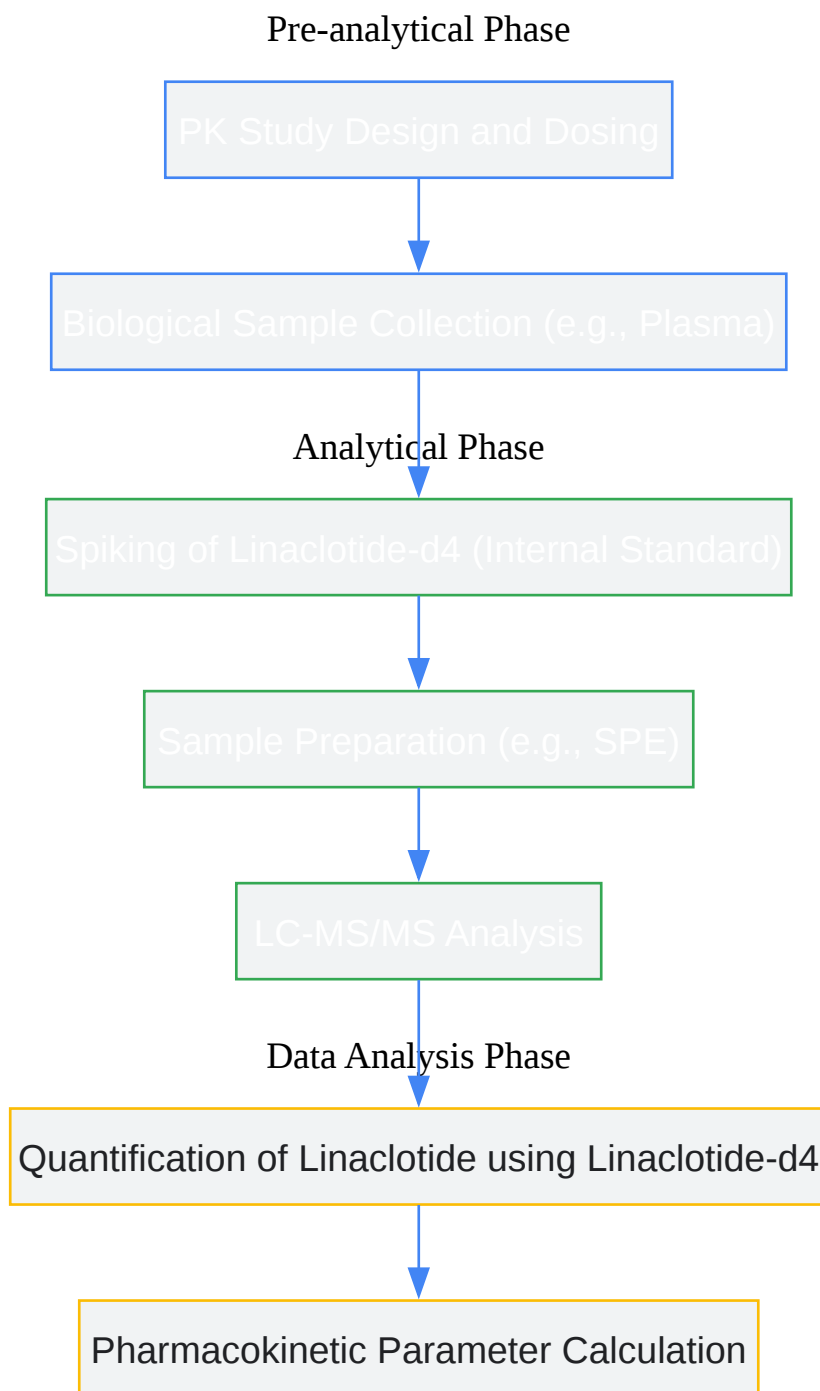 Pre-analytical Phase
PK Study Design and Dosing
Biological Sample Collection (e.g., Plasma)
Analytical Phase
Spiking of Linaclotide-d4 (Internal Standard)
Sample Preparation (e.g., SPE)
LC-MS/MS Analysis
Data Analysis Phase
Quantification of Linaclotide using Linaclotide-d4
Pharmacokinetic Parameter Calculation